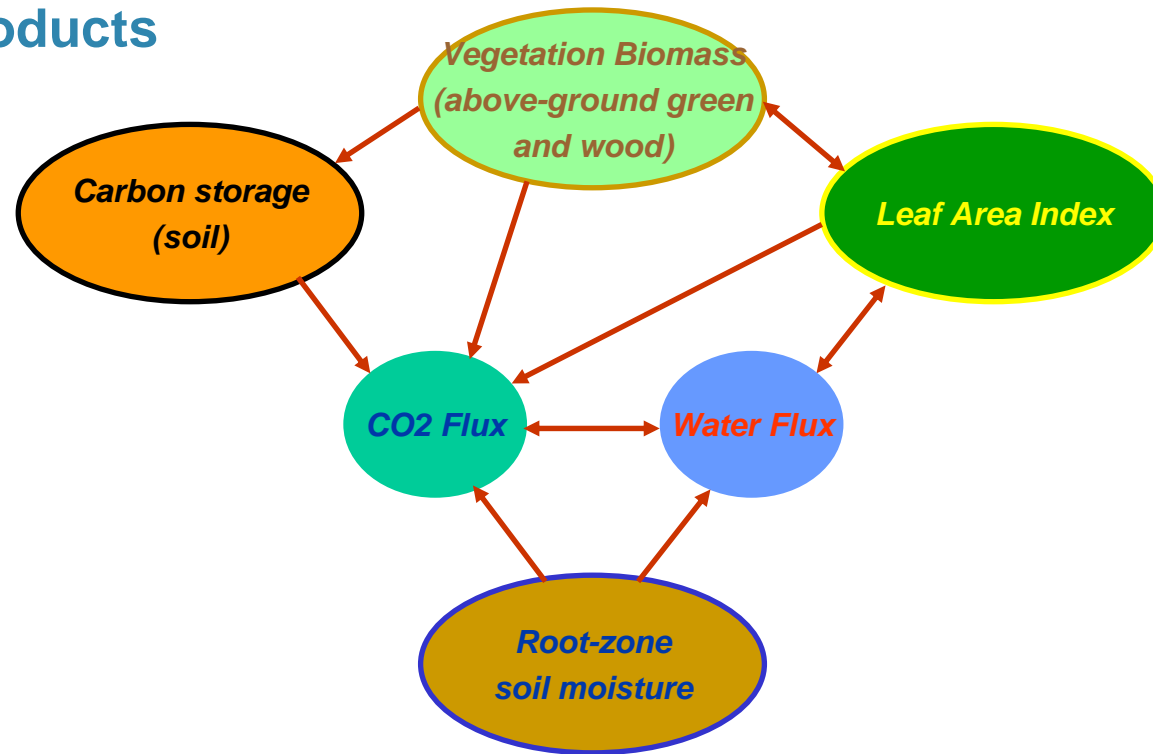 oducts
Vegetation Biomass
(above-ground green
and wood)
Carbon storage
(soil)
Leaf Area Index
CO2 Flux
Water Flux
Root-zone
soil moisture